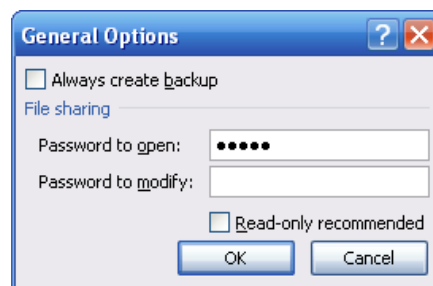 General Options
Always create backup
File sharing
Password to open: •••••
Password to modify:
Read-only recommended
OK Cancel